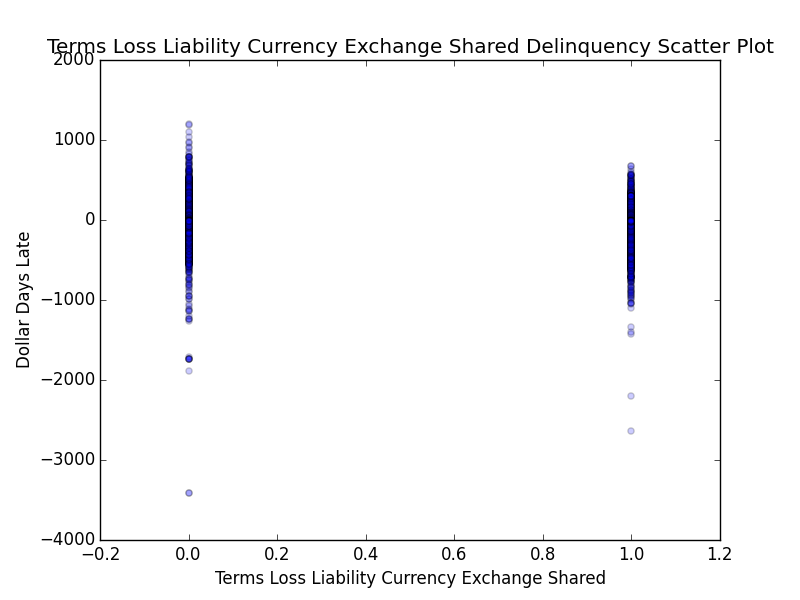 Terms Loss Liability Currency Exchange Shared Delinquency Scatter Plot
2000
1000
0
−1000
−2000
−3000
−4000
Dollar Days Late
−0.2 0.0 0.2 0.4 0.6 0.8 1.0 1.2
Terms Loss Liability Currency Exchange Shared